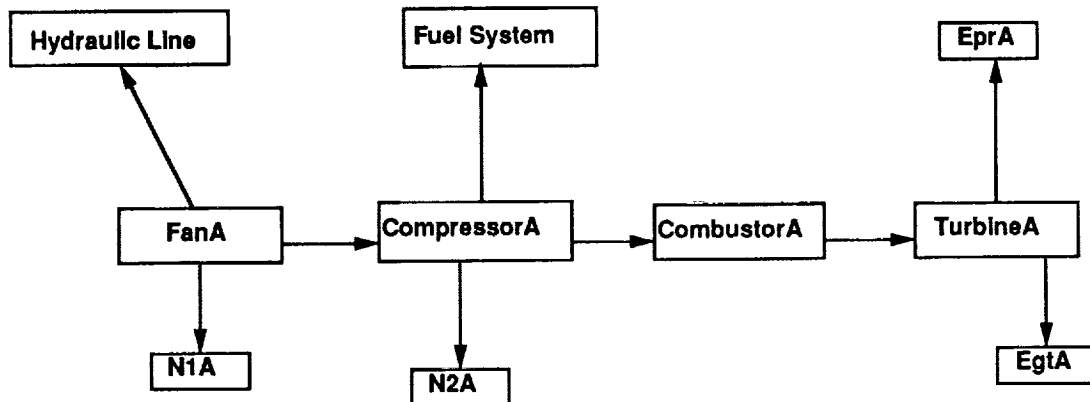 Hydraulic Line
Fuel System
EprA
FanA
CompressorA
CombustorA
TurbineA
N1A
N2A
EgtA